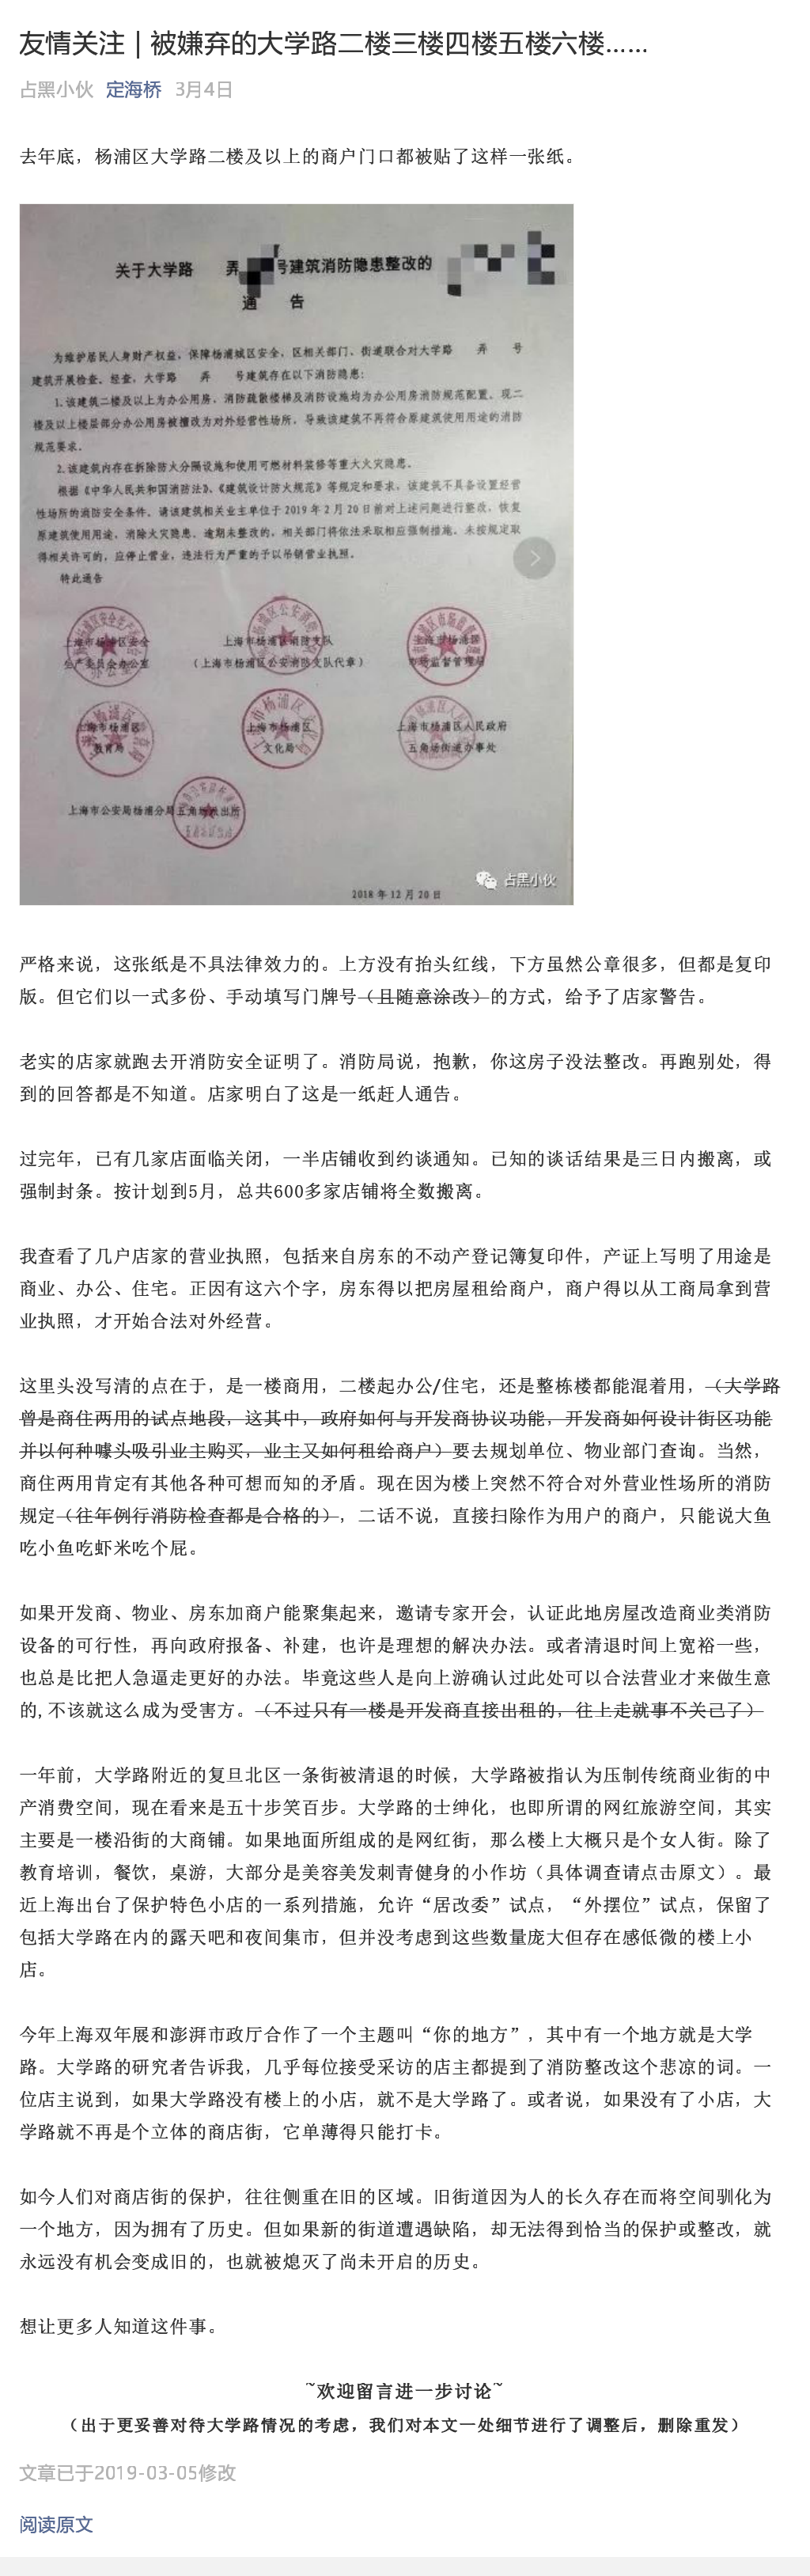 友情关注 | 被嫌弃的大学路二楼三楼四楼五楼六楼……
占黑小伙 定海桥 3月4日
去年底，杨浦区大学路二楼及以上的商户门口都被贴了这样一张纸。
关于大学路 弄 号建筑消防隐患整改的
通 告
为维护居民人身财产权益，保障杨浦城区安全，区相关部门、街道联合对大学路 弄 号
建筑开展检查。经查，大学路 弄 号建筑存在以下消防隐患：
1.该建筑二楼及以上为办公用房，消防疏散楼梯及消防设施均为办公用房消防规范配置。现二
楼及以上楼层部分办公用房被擅改为对外经营性场所，导致该建筑不再符合原建筑使用用途的消防
规范要求。
2.该建筑内存在拆除防火分隔设施和使用可燃材料装修等重大火灾隐患。
根据《中华人民共和国消防法》、《建筑设计防火规范》等规定和要求，该建筑不具备设置经营
性场所的消防安全条件。请该建筑相关业主单位于 2019 年 2 月 20 日前对上述问题进行整改，恢复
原建筑使用用途，消除火灾隐患。逾期未整改的，相关部门将依法采取相应强制措施。未按规定取
得相关许可的，应停止营业，违法行为严重的予以吊销营业执照。
特此通告
上海市杨浦区安全 上海市杨浦区消防支队 上海市杨浦区
生产委员会办公室 （上海市杨浦区公安消防支队代章） 市场监督管理局
上海市杨浦区 上海市杨浦区 上海市杨浦区人民政府
教育局 文化局 五角场街道办事处
上海市公安局杨浦分局五角场派出所
占黑小伙
2018 年 12 月 20 日
严格来说，这张纸是不具法律效力的。上方没有抬头红线，下方虽然公章很多，但都是复印
版。但它们以一式多份、手动填写门牌号（且随意涂改）的方式，给予了店家警告。
老实的店家就跑去开消防安全证明了。消防局说，抱歉，你这房子没法整改。再跑别处，得
到的回答都是不知道。店家明白了这是一纸赶人通告。
过完年，已有几家店面临关闭，一半店铺收到约谈通知。已知的谈话结果是三日内搬离，或
强制封条。按计划到5月，总共600多家店铺将全数搬离。
我查看了几户店家的营业执照，包括来自房东的不动产登记簿复印件，产证上写明了用途是
商业、办公、住宅。正因有这六个字，房东得以把房屋租给商户，商户得以从工商局拿到营
业执照，才开始合法对外经营。
这里头没写清的点在于，是一楼商用，二楼起办公/住宅，还是整栋楼都能混着用，（大学路
曾是商住两用的试点地段，这其中，政府如何与开发商协议功能，开发商如何设计街区功能
并以何种噱头吸引业主购买，业主又如何租给商户）要去规划单位、物业部门查询。当然，
商住两用肯定有其他各种可想而知的矛盾。现在因为楼上突然不符合对外营业性场所的消防
规定（往年例行消防检查都是合格的），二话不说，直接扫除作为用户的商户，只能说大鱼
吃小鱼吃虾米吃个屁。
如果开发商、物业、房东加商户能聚集起来，邀请专家开会，认证此地房屋改造商业类消防
设备的可行性，再向政府报备、补建，也许是理想的解决办法。或者清退时间上宽裕一些，
也总是比把人急逼走更好的办法。毕竟这些人是向上游确认过此处可以合法营业才来做生意
的,不该就这么成为受害方。（不过只有一楼是开发商直接出租的，往上走就事不关己了）
一年前，大学路附近的复旦北区一条街被清退的时候，大学路被指认为压制传统商业街的中
产消费空间，现在看来是五十步笑百步。大学路的士绅化，也即所谓的网红旅游空间，其实
主要是一楼沿街的大商铺。如果地面所组成的是网红街，那么楼上大概只是个女人街。除了
教育培训，餐饮，桌游，大部分是美容美发刺青健身的小作坊（具体调查请点击原文）。最
近上海出台了保护特色小店的一系列措施，允许“居改委”试点，“外摆位”试点，保留了
包括大学路在内的露天吧和夜间集市，但并没考虑到这些数量庞大但存在感低微的楼上小
店。
今年上海双年展和澎湃市政厅合作了一个主题叫“你的地方”，其中有一个地方就是大学
路。大学路的研究者告诉我，几乎每位接受采访的店主都提到了消防整改这个悲凉的词。一
位店主说到，如果大学路没有楼上的小店，就不是大学路了。或者说，如果没有了小店，大
学路就不再是个立体的商店街，它单薄得只能打卡。
如今人们对商店街的保护，往往侧重在旧的区域。旧街道因为人的长久存在而将空间驯化为
一个地方，因为拥有了历史。但如果新的街道遭遇缺陷，却无法得到恰当的保护或整改，就
永远没有机会变成旧的，也就被熄灭了尚未开启的历史。
想让更多人知道这件事。
~欢迎留言进一步讨论~
（出于更妥善对待大学路情况的考虑，我们对本文一处细节进行了调整后，删除重发）
文章已于2019-03-05修改
阅读原文